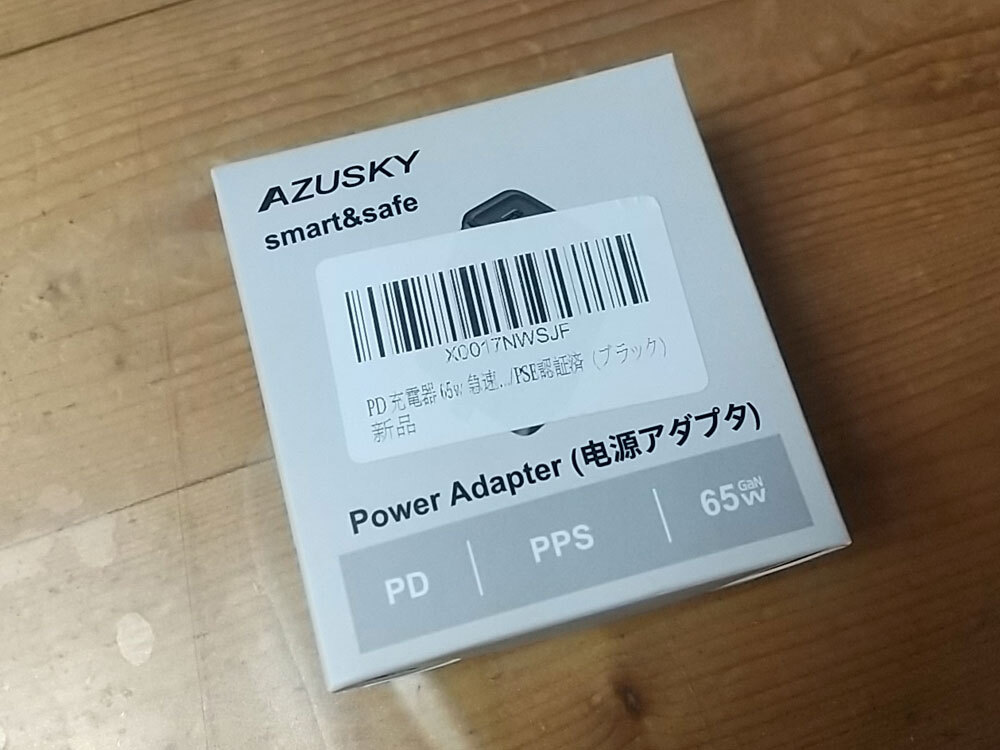 AZUSKY
smart&safe
X0017NWSJF
PD 充電器 65w 急速.../PSE認証済（ブラック）
新品
Power Adapter (电源アダプタ)
PD
PPS
65W GaN